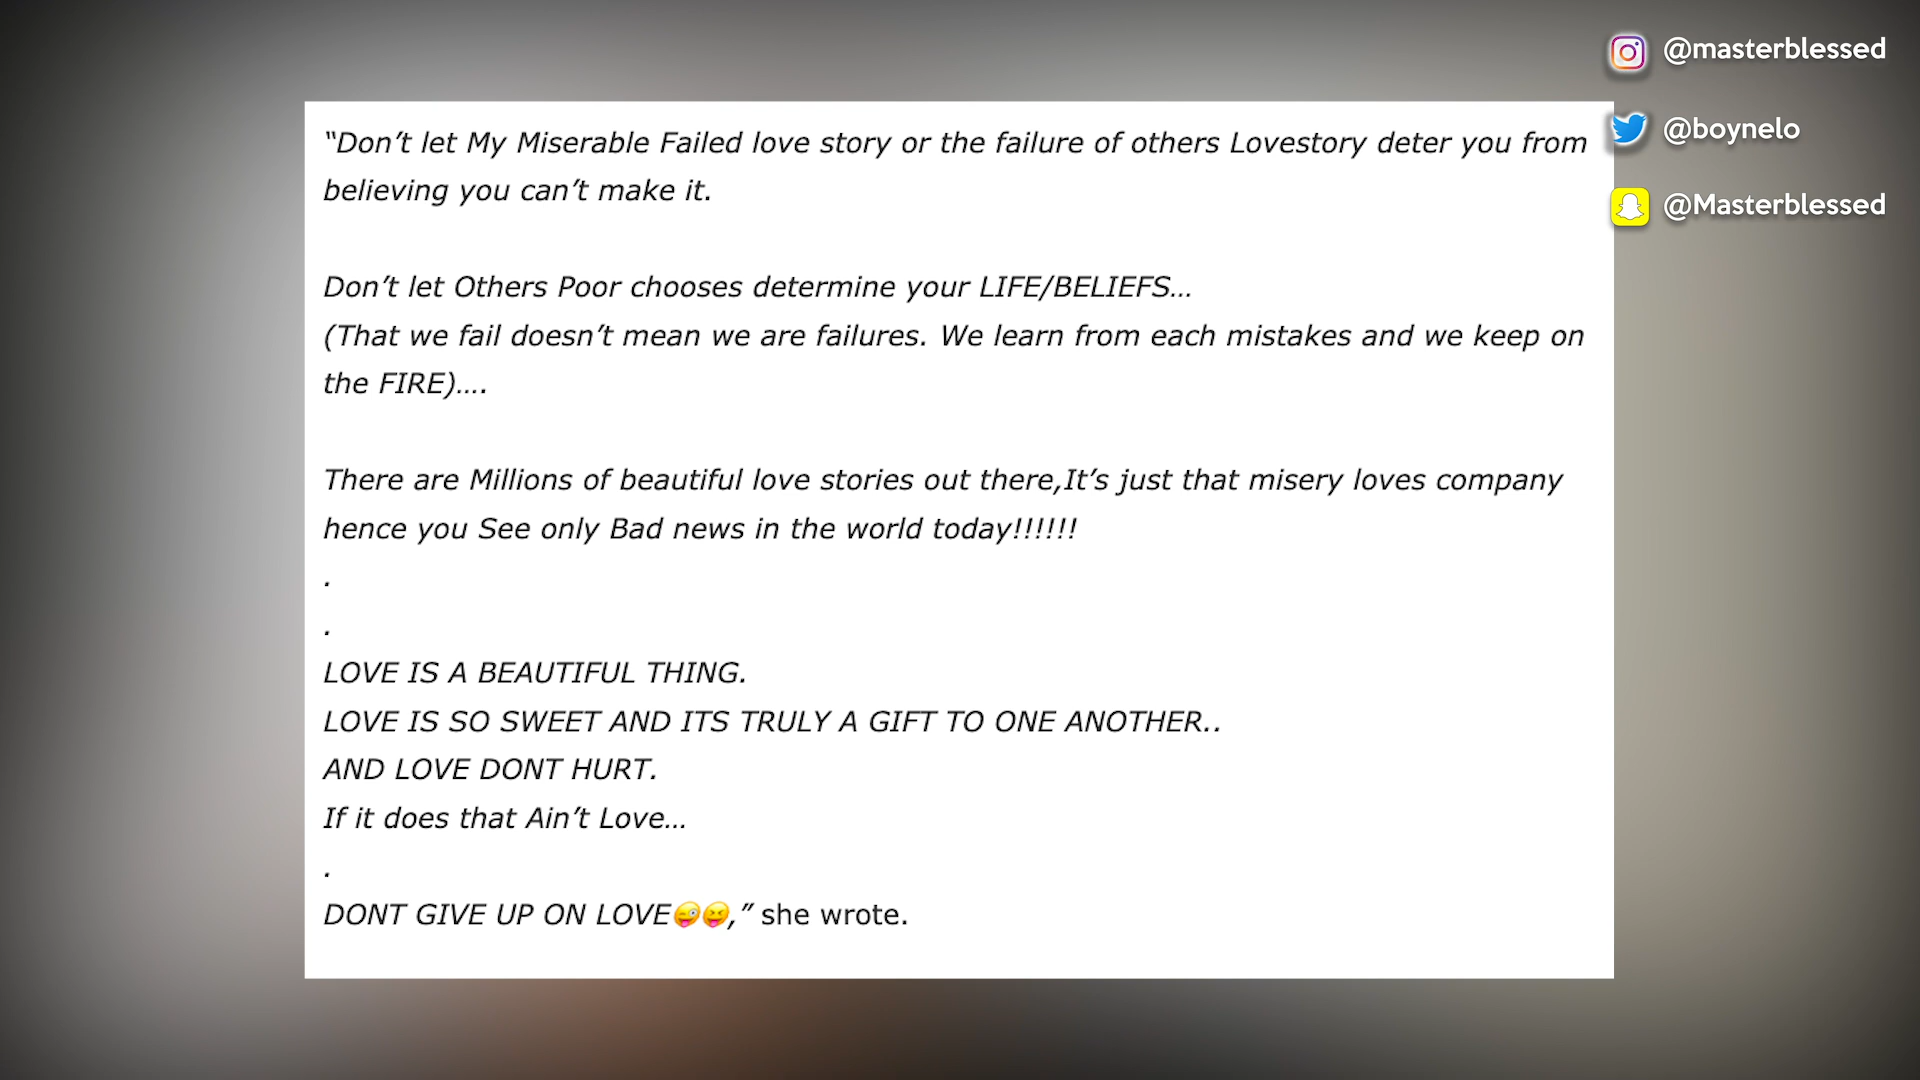 “Don’t let My Miserable Failed love story or the failure of others Lovestory deter you from
believing you can’t make it.
Don’t let Others Poor chooses determine your LIFE/BELIEFS…
(That we fail doesn’t mean we are failures. We learn from each mistakes and we keep on
the FIRE)….
There are Millions of beautiful love stories out there,It’s just that misery loves company
hence you See only Bad news in the world today!!!!!!
.
.
LOVE IS A BEAUTIFUL THING.
LOVE IS SO SWEET AND ITS TRULY A GIFT TO ONE ANOTHER..
AND LOVE DONT HURT.
If it does that Ain’t Love…
.
DONT GIVE UP ON LOVE😜😝,” she wrote.
@masterblessed
@boynelo
@Masterblessed